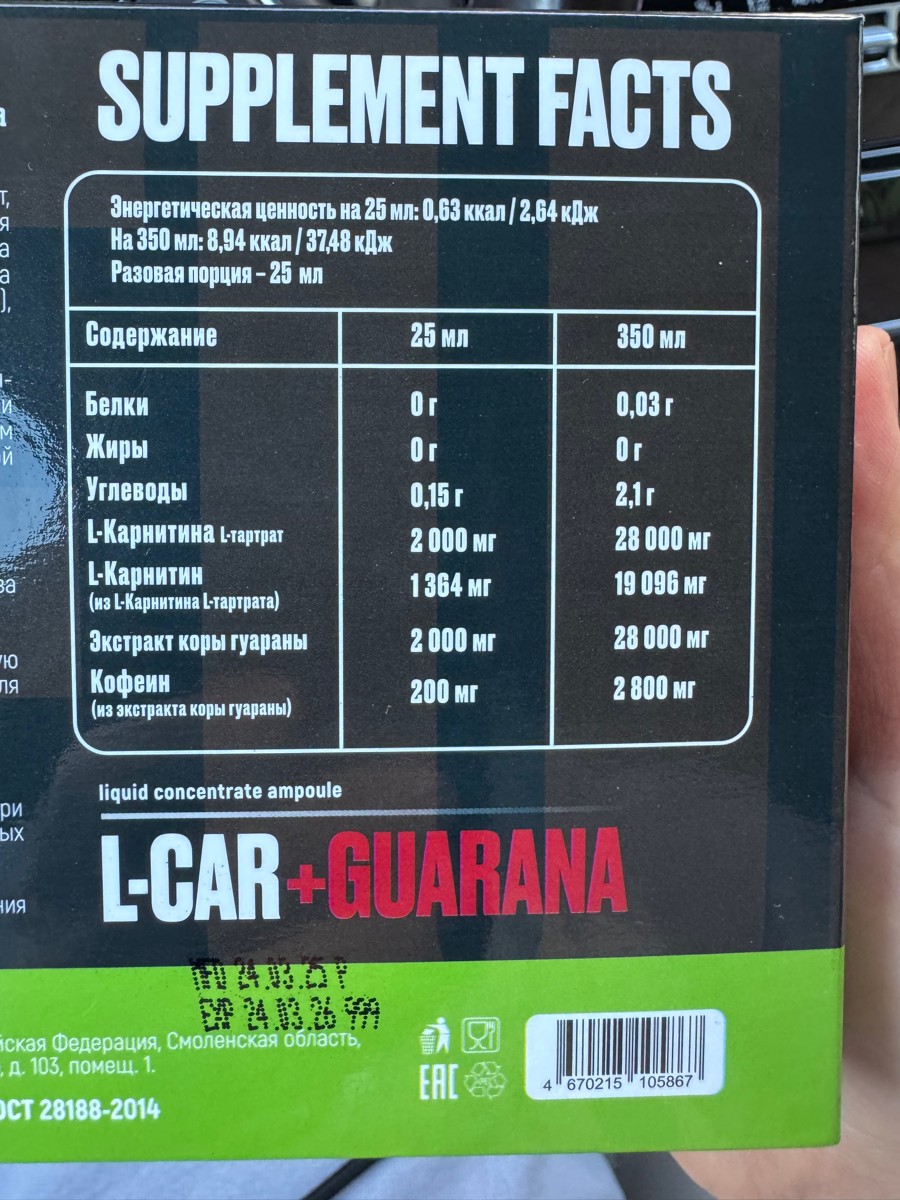 SUPPLEMENT FACTS
Энергетическая ценность на 25 мл: 0,63 ккал / 2,64 кДж
На 350 мл: 8,94 ккал / 37,48 кДж
Разовая порция – 25 мл
Содержание 25 мл 350 мл
Белки 0 г 0,03 г
Жиры 0 г 0 г
Углеводы 0,15 г 2,1 г
L-Карнитина L-тартрат 2 000 мг 28 000 мг
L-Карнитин 1 364 мг 19 096 мг
(из L-Карнитина L-тартрата)
Экстракт коры гуараны 2 000 мг 28 000 мг
Кофеин 200 мг 2 800 мг
(из экстракта коры гуараны)
liquid concentrate ampoule
L-CAR+GUARANA
MFD 24.03.25 P
EXP 24.03.26 999
йская Федерация, Смоленская область,
, д. 103, помещ. 1.
ОСТ 28188-2014
EAC
4 670215 105867